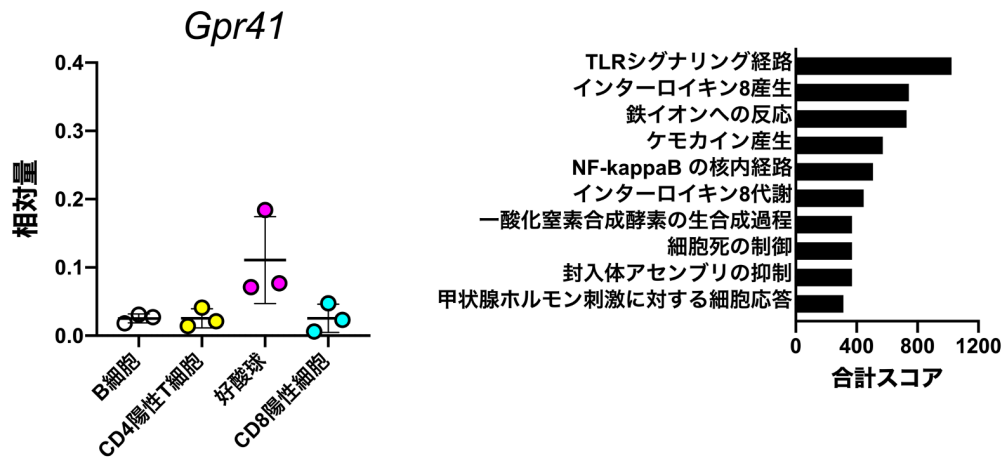 Gpr41
相対量
0.4
0.3
0.2
0.1
0.0
B細胞
CD4陽性T細胞
好酸球
CD8陽性細胞
TLRシグナリング経路
インターロイキン8産生
鉄イオンへの反応
ケモカイン産生
NF-kappaB の核内経路
インターロイキン8代謝
一酸化窒素合成酵素の生合成過程
細胞死の制御
封入体アセンブリの抑制
甲状腺ホルモン刺激に対する細胞応答
0 400 800 1200
合計スコア